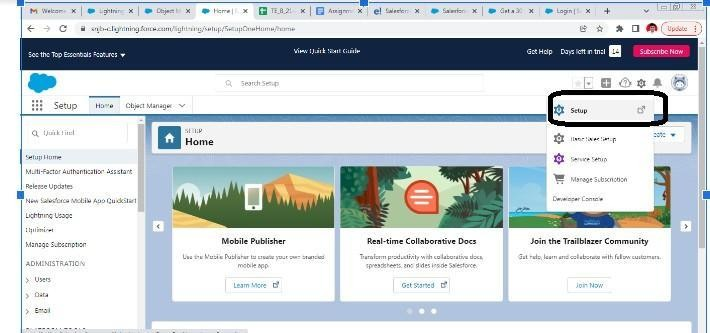 Welcom
Lightning
Object M
Home |
TE_B_21
Assignm
Salesfor
Salesfor
Get a 30
Login | S
snjb-c.lightning.force.com/lightning/setup/SetupOneHome/home
Update
See the Top Essentials Features
View Quick Start Guide
Get Help
Days left in trial
14
Subscribe Now
Search Setup
Setup
Home
Object Manager
Setup
Quick Find
SETUP
Home
Basic Sales Setup
Service Setup
Manage Subscription
Developer Console
Setup Home
Multi-Factor Authentication Assistant
Release Updates
New Salesforce Mobile App QuickStart
Lightning Usage
Optimizer
Manage Subscription
ADMINISTRATION
Users
Data
Email
Mobile Publisher
Use the Mobile Publisher to create your own branded
mobile app.
Learn More
Real-time Collaborative Docs
Transform productivity with collaborative docs,
spreadsheets, and slides inside Salesforce.
Get Started
Join the Trailblazer Community
Get help, learn and collaborate with fellow customers.
Join Now